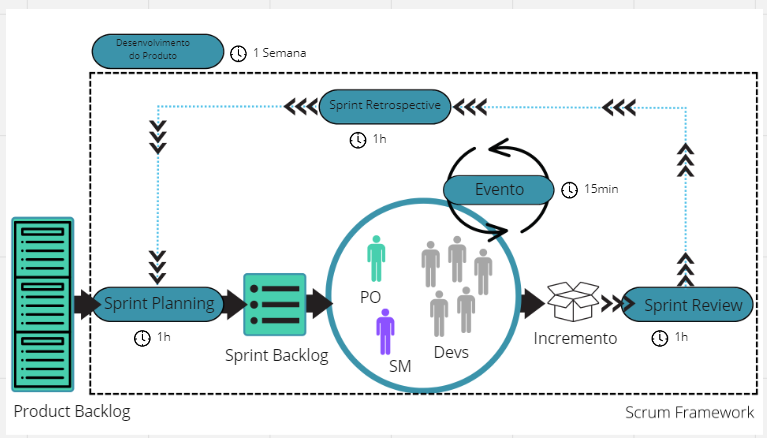 Desenvolvimento
do Produto
1 Semana
Sprint Retrospective
1h
Evento
15min
PO
Sprint Planning
1h
Sprint Backlog
SM
Devs
Incremento
Sprint Review
1h
Product Backlog
Scrum Framework